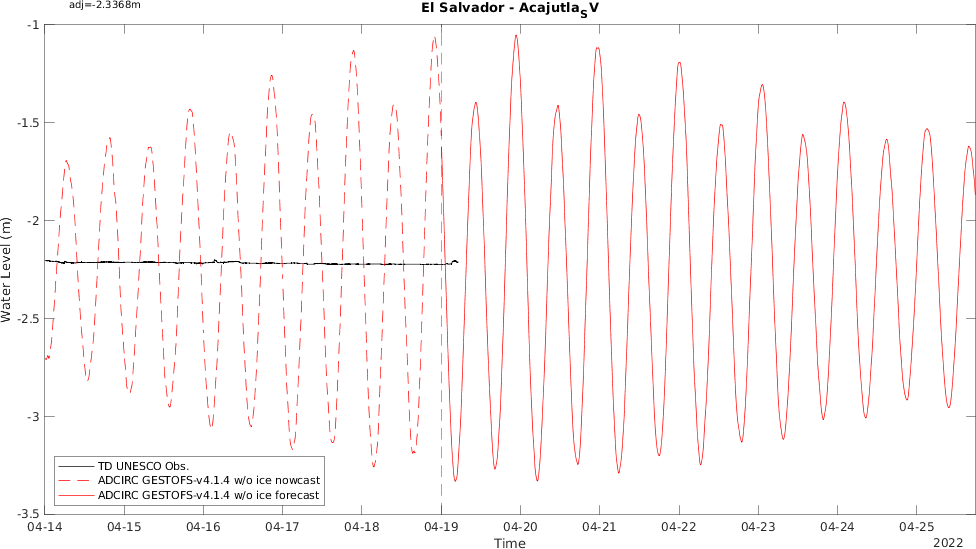 adj=-2.3368m
El Salvador - Acajutla_SV
Water Level (m)
-1
-1.5
-2
-2.5
-3
-3.5
TD UNESCO Obs.
ADCIRC GESTOFS-v4.1.4 w/o ice nowcast
ADCIRC GESTOFS-v4.1.4 w/o ice forecast
04-14 04-15 04-16 04-17 04-18 04-19 04-20 04-21 04-22 04-23 04-24 04-25
Time
2022